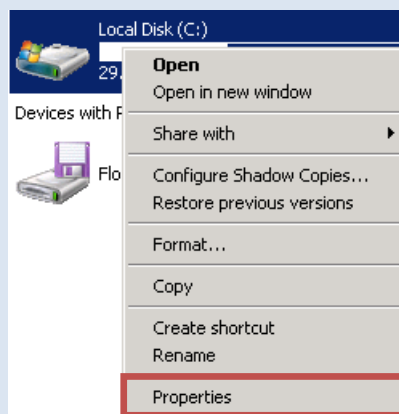 Local Disk (C:)
29.
Open
Open in new window
Devices with
Share with
Flo
Configure Shadow Copies...
Restore previous versions
Format...
Copy
Create shortcut
Rename
Properties